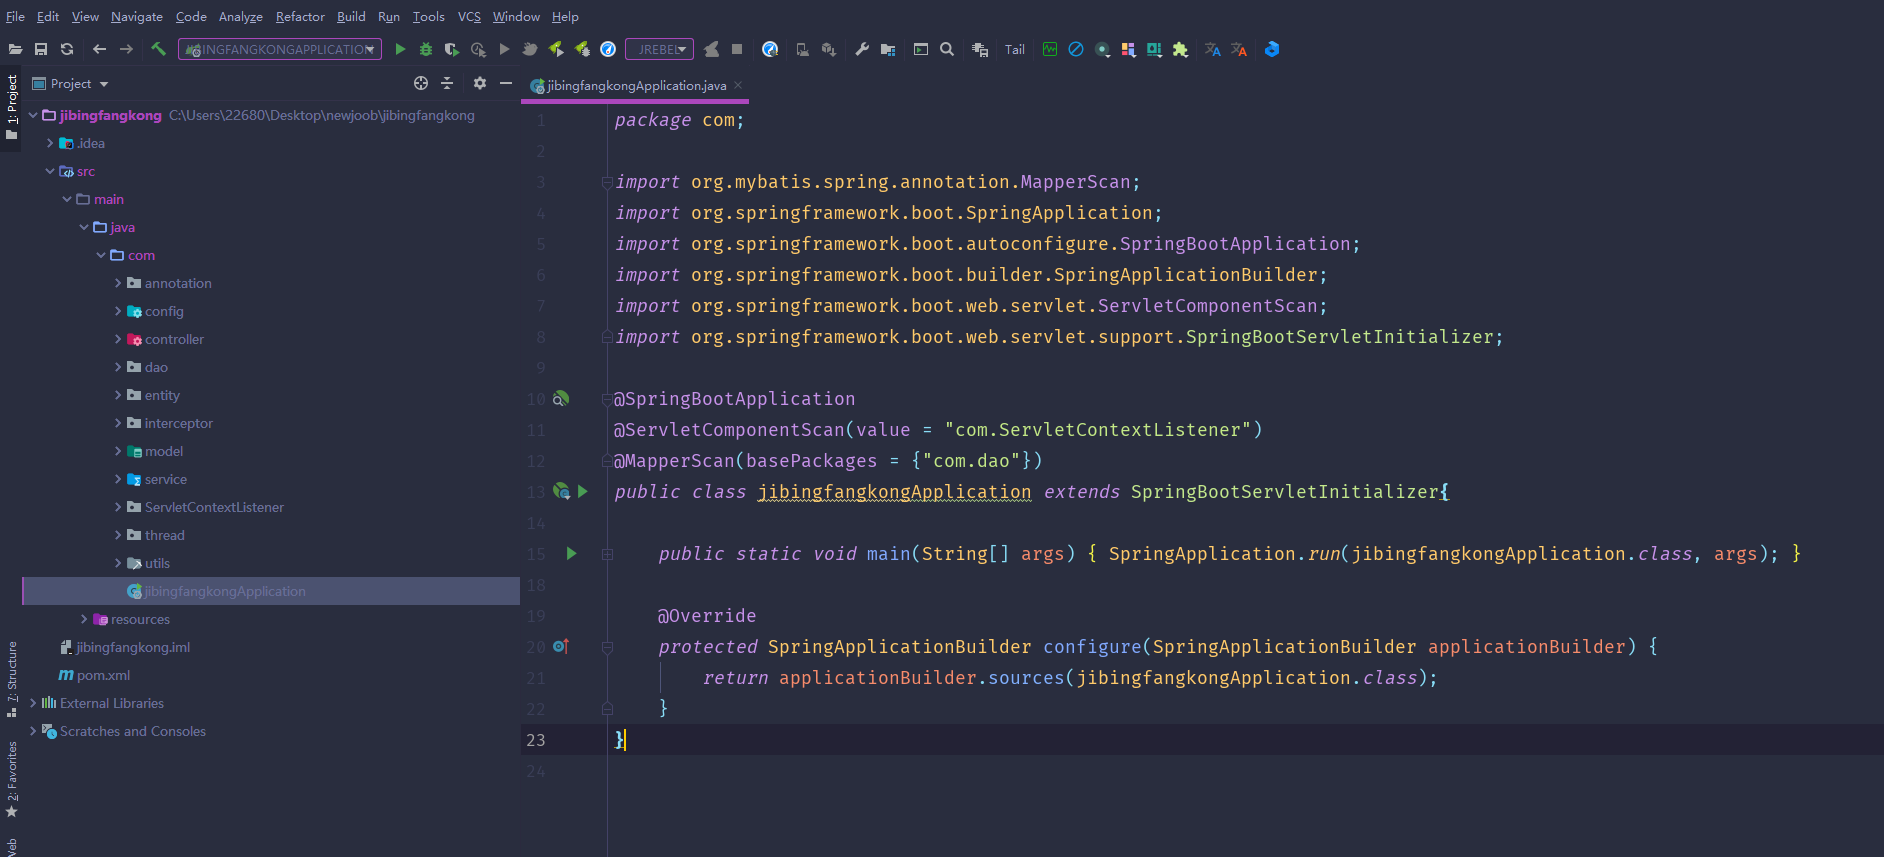 File Edit View Navigate Code Analyze Refactor Build Run Tools VCS Window Help
JREBEL Tail
1: Project
Project
jibingfangkongApplication.java
jibingfangkong C:\Users\22680\Desktop\newjoob\jibingfangkong
.idea
src
main
java
com
annotation
config
controller
dao
entity
interceptor
model
service
ServletContextListener
thread
utils
jibingfangkongApplication
resources
jibingfangkong.iml
pom.xml
External Libraries
Scratches and Consoles
7: Structure
2: Favorites
1 package com;
2
3 import org.mybatis.spring.annotation.MapperScan;
4 import org.springframework.boot.SpringApplication;
5 import org.springframework.boot.autoconfigure.SpringBootApplication;
6 import org.springframework.boot.builder.SpringApplicationBuilder;
7 import org.springframework.boot.web.servlet.ServletComponentScan;
8 import org.springframework.boot.web.servlet.support.SpringBootServletInitializer;
9
10 @SpringBootApplication
11 @ServletComponentScan(value = "com.ServletContextListener")
12 @MapperScan(basePackages = {"com.dao"})
13 public class jibingfangkongApplication extends SpringBootServletInitializer{
14
15 public static void main(String[] args) { SpringApplication.run(jibingfangkongApplication.class, args); }
18
19 @Override
20 protected SpringApplicationBuilder configure(SpringApplicationBuilder applicationBuilder) {
21 return applicationBuilder.sources(jibingfangkongApplication.class);
22 }
23 }
24